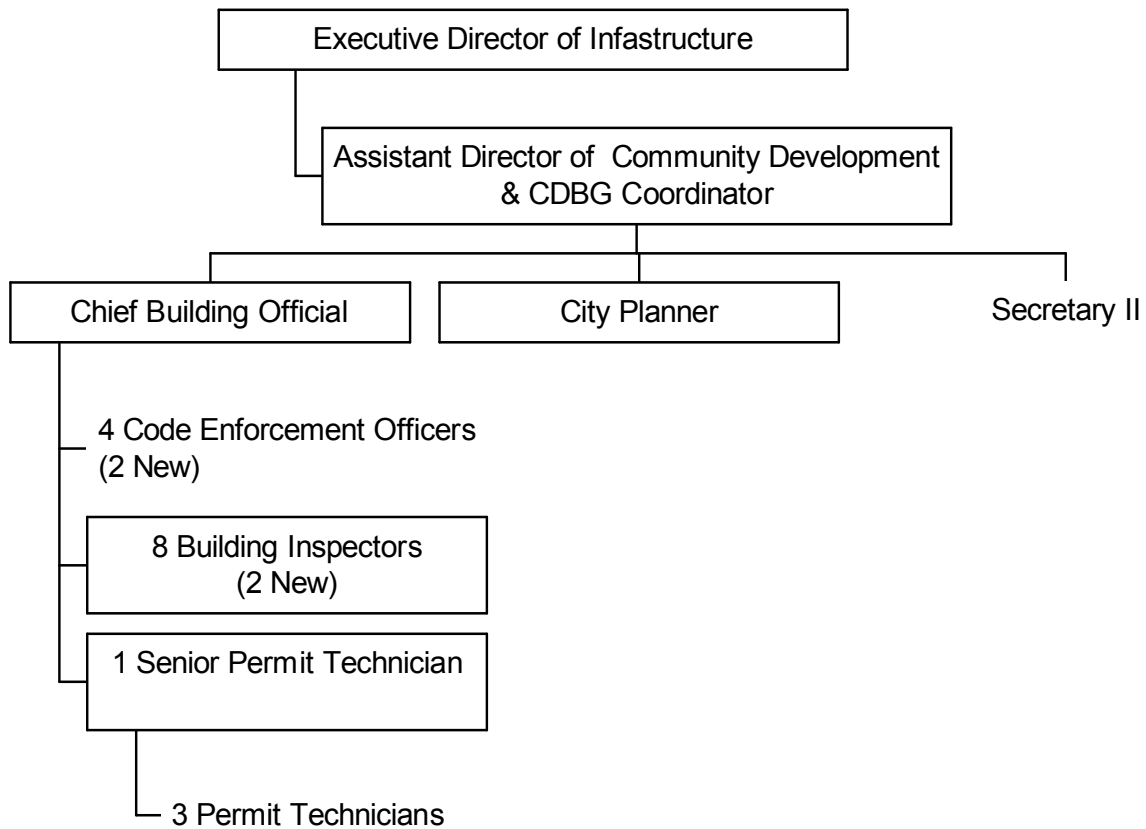 Executive Director of Infastructure
Assistant Director of Community Development
& CDBG Coordinator
Chief Building Official
City Planner
Secretary II
4 Code Enforcement Officers
(2 New)
8 Building Inspectors
(2 New)
1 Senior Permit Technician
3 Permit Technicians